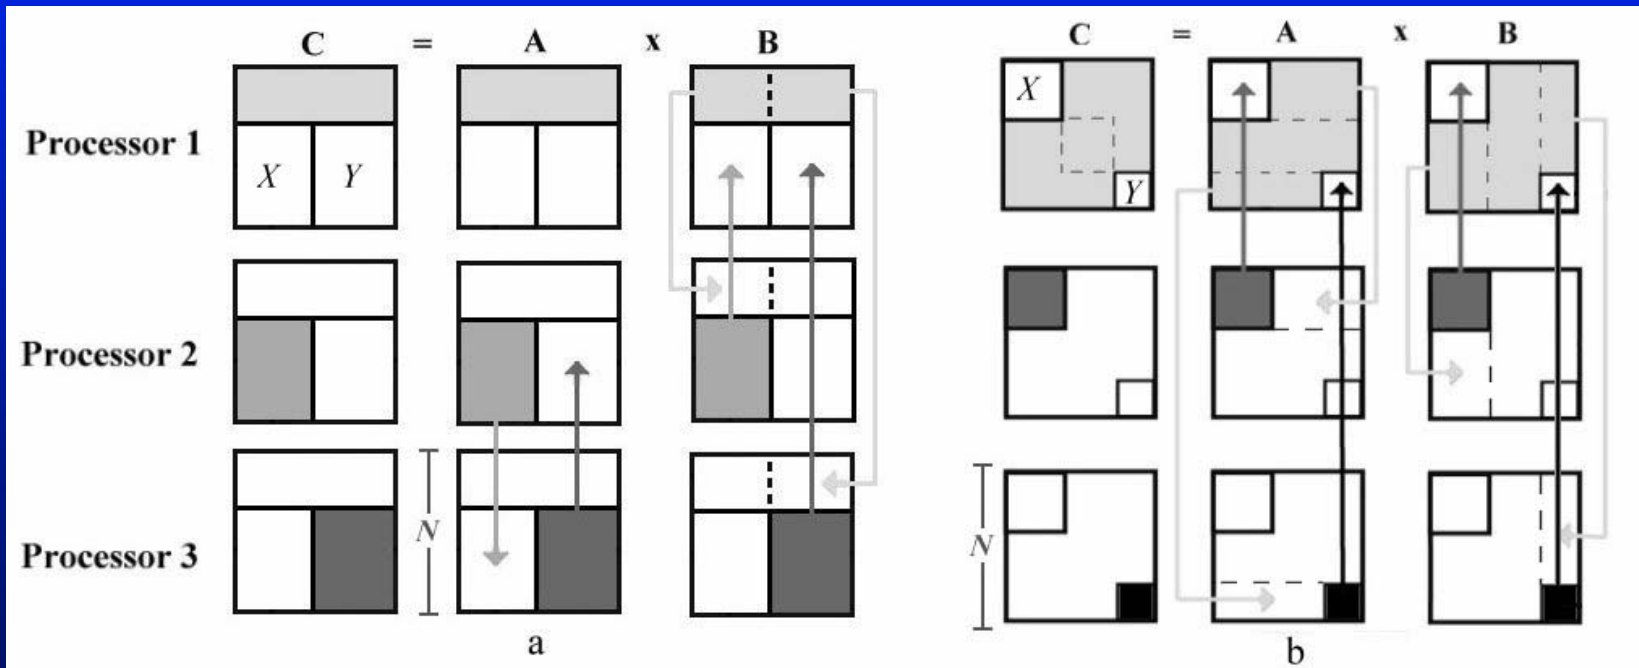 C = A x B
Processor 1
X Y
Processor 2
Processor 3
N
a
C = A x B
X
Y
N
b